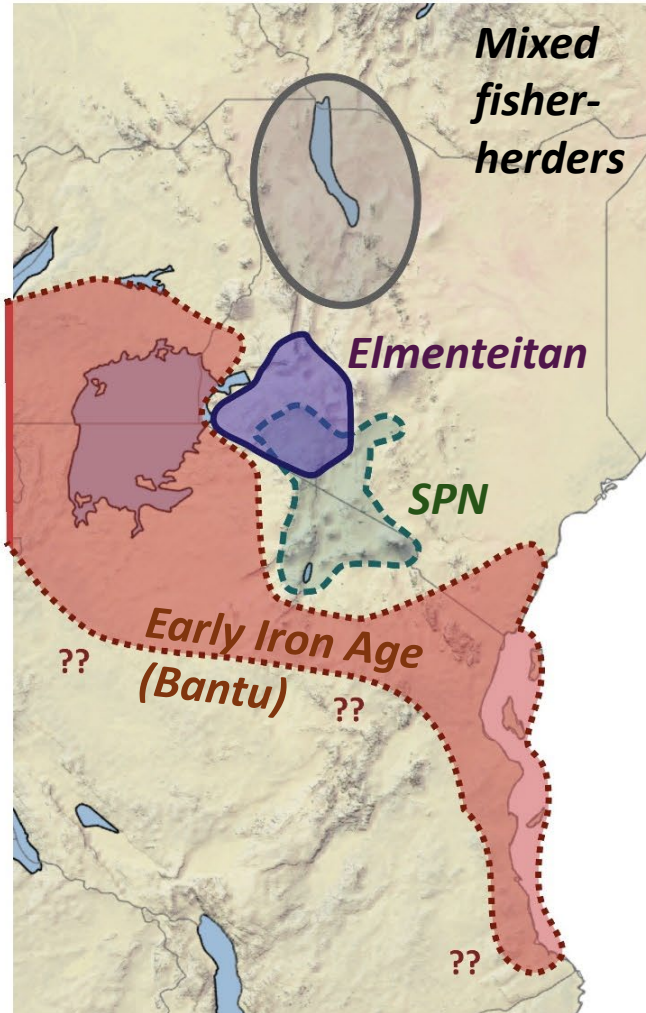 Mixed
fisher-
herders
Elmenteitan
SPN
Early Iron Age
(Bantu)
??
??
??